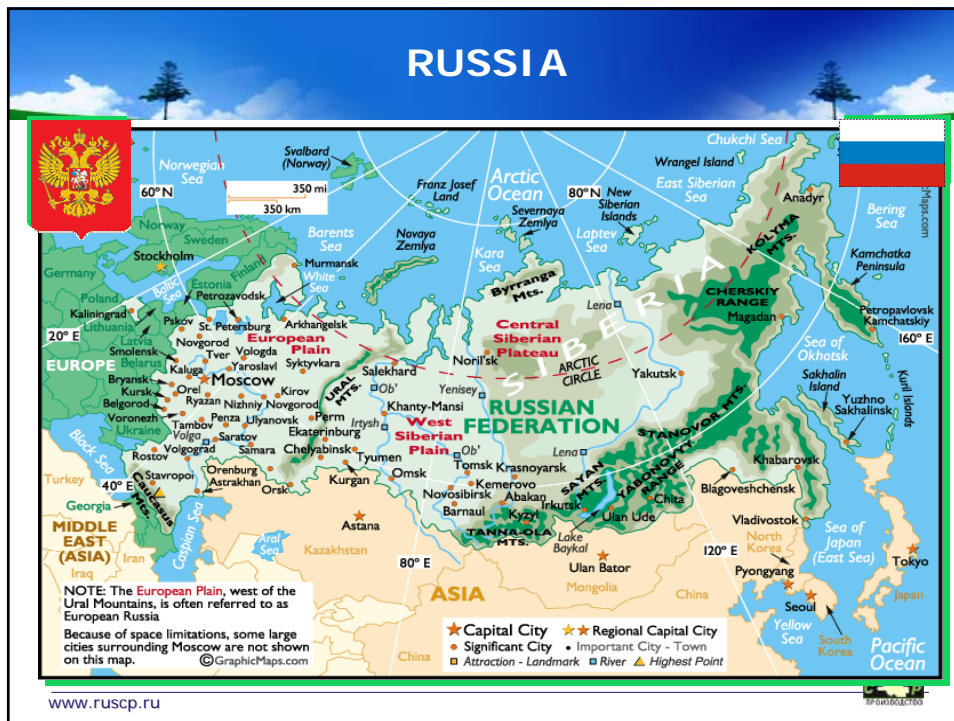 RUSSIA
Chukchi Sea
Svalbard
(Norway)
Norwegian
Sea
60º N
350 mi
350 km
Franz Josef
Land
Arctic
Ocean
80º N
New
Siberian
Islands
Wrangel Island
East Siberian
Sea
Anadyr
Maps.com
Bering
Sea
Severnaya
Zemlya
Laptev
Sea
Norway
Sweden
Finland
Stockholm
Barents
Sea
Novaya
Zemlya
Kara
Sea
KOLYMA
MTS.
Kamchatka
Peninsula
Murmansk
White
Sea
Byrranga
Mts.
Lena
SIBERIA
CHERSKIY
RANGE
Magadan
Petropavlovsk
Kamchatskiy
160º E
Germany
Baltic
Sea
Estonia
Petrozavodsk
Poland
Kaliningrad
Lithuania
Latvia
Belarus
20º E
EUROPE
Pskov
St. Petersburg
Arkhangelsk
Novgorod
European
Plain
Smolensk
Tver
Vologda
Kaluga
Yaroslavl
Syktyvkara
Central
Siberian
Plateau
Noril'sk
ARCTIC
CIRCLE
Sea of
Okhotsk
Salekhard
Bryansk
Orel
Moscow
Kursk
Ryazan
Kirov
Belgorod
Nizhniy Novgorod
URAL
MTS.
Ob'
Yenisey
Yakutsk
Sakhalin
Island
Kuril Islands
Yuzhno
Sakhalinsk
Voronezh
Penza
Ulyanovsk
Perm
Khanty-Mansi
RUSSIAN
FEDERATION
Tambov
Ukraine
Volga
Saratov
Ekaterinburg
Irtysh
West
Siberian
Plain
STANOVOR MTS.
Black Sea
Rostov
Volgograd
Samara
Chelyabinsk
Tyumen
Ob'
Lena
Khabarovsk
Turkey
40º E
Stavropol
Orenburg
Astrakhan
Orsk
Kurgan
Omsk
Tomsk
Krasnoyarsk
Kemerovo
SAYAN
MTS.
YABONOVYY
RANGE
Blagoveshchensk
Georgia
Caucasus
Mts.
Novosibirsk
Abakan
Irkutsk
Chita
Barnaul
Kyzyl
Ulan Ude
Vladivostok
MIDDLE
EAST
(ASIA)
Caspian Sea
Aral
Sea
Astana
TANNA-OLA
MTS.
Lake
Baykal
Sea of
Japan
(East Sea)
Iran
Iraq
Kazakhstan
80º E
Ulan Bator
120º E
North
Korea
Pyongyang
Tokyo
Mongolia
China
Seoul
Japan
ASIA
Yellow
Sea
South
Korea
Pacific
Ocean
China
NOTE: The European Plain, west of the
Ural Mountains, is often referred to as
European Russia
Because of space limitations, some large
cities surrounding Moscow are not shown
on this map.
©GraphicMaps.com
Capital City
Regional Capital City
Significant City
Important City - Town
Attraction - Landmark
River
Highest Point
www.ruscp.ru
ПРОИЗВОДСТВО